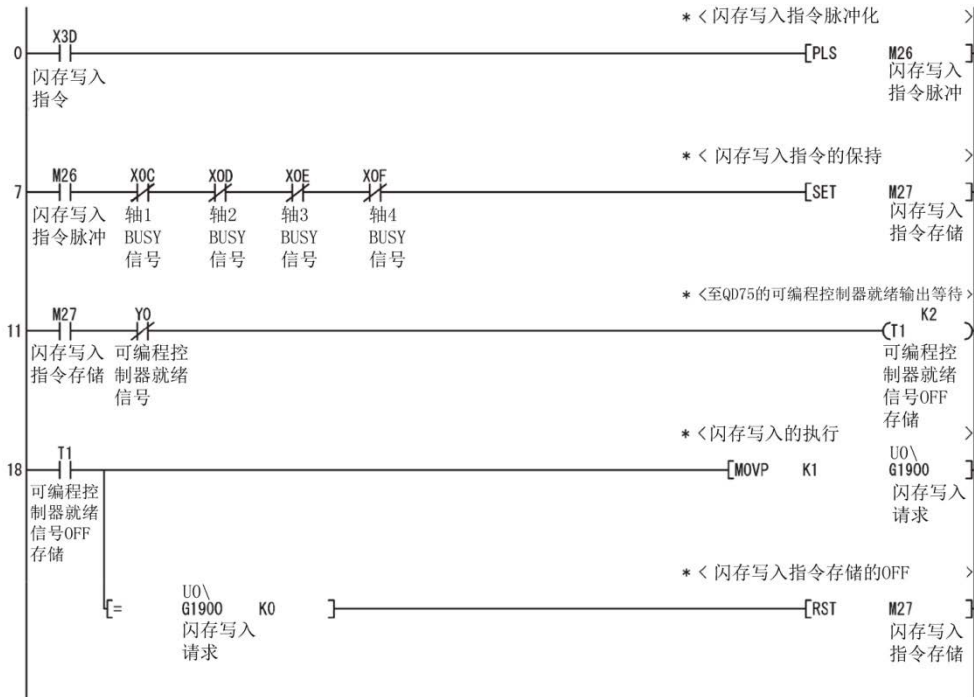 * < 闪存写入指令脉冲化 >
X3D
0 [PLS M26 ]
闪存写入
指令
闪存写入
指令脉冲
* < 闪存写入指令的保持 >
M26 X0C X0D X0E X0F
7 [SET M27 ]
闪存写入 轴1 轴2 轴3 轴4
指令脉冲 BUSY BUSY BUSY BUSY
信号 信号 信号 信号
闪存写入
指令存储
* <至QD75的可编程控制器就绪输出等待>
M27 Y0 K2
11 (T1 )
闪存写入 可编程控
指令存储 制器就绪
信号
可编程控
制器就绪
信号OFF
存储
* <闪存写入的执行 >
T1 U0\
18 [MOVP K1 G1900 ]
可编程控
制器就绪
信号OFF
存储
闪存写入
请求
* < 闪存写入指令存储的OFF >
U0\
[= G1900 K0 ] [RST M27 ]
闪存写入
请求
闪存写入
指令存储